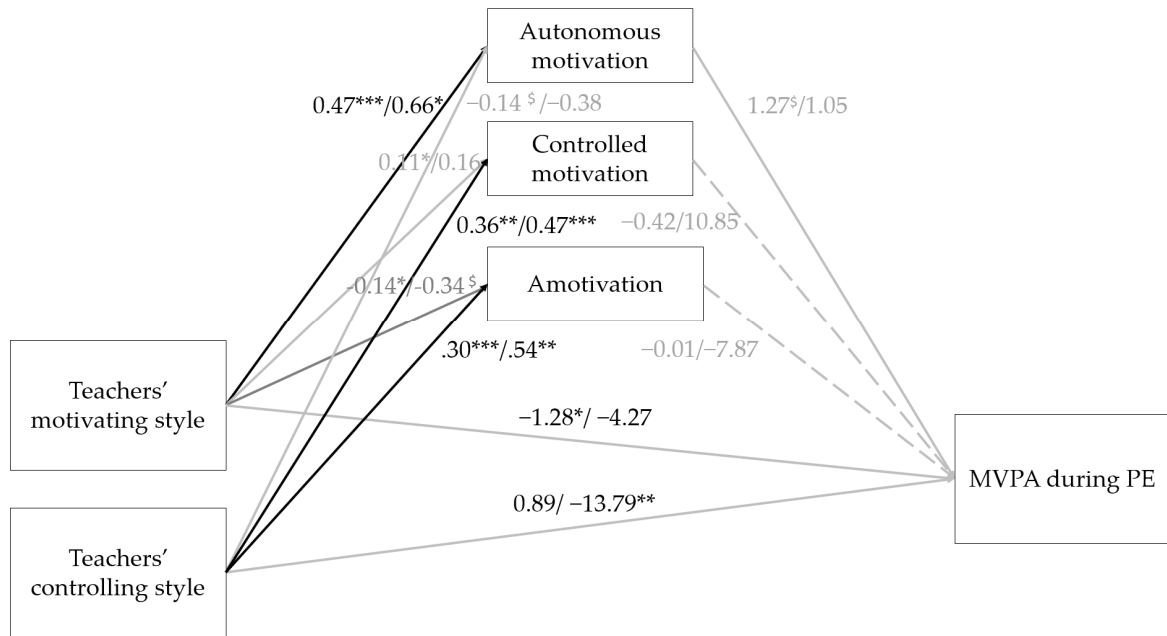 Autonomous
motivation
0.47***/0.66*
−0.14 $ /−0.38
1.27$/1.05
Controlled
motivation
0.11*/0.16
0.36**/0.47***
−0.42/10.85
Amotivation
-0.14*/-0.34 $
.30***/.54**
−0.01/−7.87
Teachers’
motivating style
−1.28*/ −4.27
MVPA during PE
0.89/ −13.79**
Teachers’
controlling style